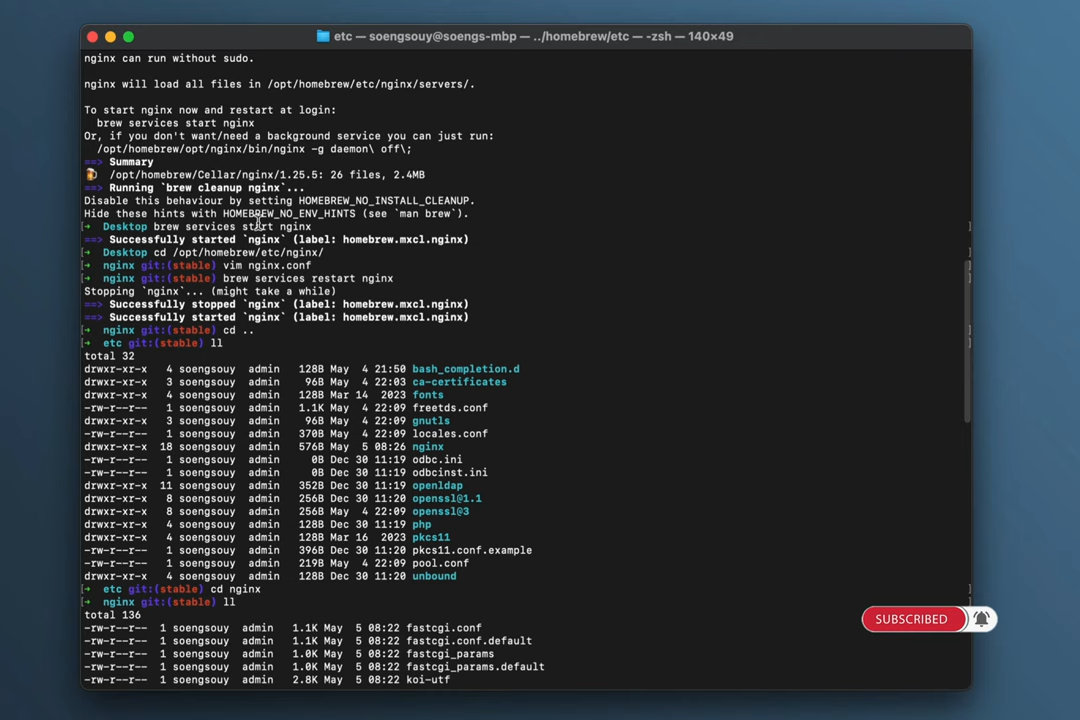 etc — soengsouy@soengs-mbp — ../homebrew/etc — -zsh — 140×49
nginx can run without sudo.
nginx will load all files in /opt/homebrew/etc/nginx/servers/.
To start nginx now and restart at login:
  brew services start nginx
Or, if you don't want/need a background service you can just run:
  /opt/homebrew/opt/nginx/bin/nginx -g daemon\ off\;
==> Summary
🍺  /opt/homebrew/Cellar/nginx/1.25.5: 26 files, 2.4MB
==> Running `brew cleanup nginx`...
Disable this behaviour by setting HOMEBREW_NO_INSTALL_CLEANUP.
Hide these hints with HOMEBREW_NO_ENV_HINTS (see `man brew`).
[➜  Desktop brew services start nginx ]
==> Successfully started `nginx` (label: homebrew.mxcl.nginx)
[➜  Desktop cd /opt/homebrew/etc/nginx/ ]
[➜  nginx git:(stable) vim nginx.conf ]
[➜  nginx git:(stable) brew services restart nginx ]
Stopping `nginx`... (might take a while)
==> Successfully stopped `nginx` (label: homebrew.mxcl.nginx)
==> Successfully started `nginx` (label: homebrew.mxcl.nginx)
[➜  nginx git:(stable) cd .. ]
[➜  etc git:(stable) ll ]
total 32
drwxr-xr-x   4 soengsouy  admin   128B May  4 21:50 bash_completion.d
drwxr-xr-x   3 soengsouy  admin    96B May  4 22:03 ca-certificates
drwxr-xr-x   4 soengsouy  admin   128B Mar 14  2023 fonts
-rw-r--r--   1 soengsouy  admin   1.1K May  4 22:09 freetds.conf
drwxr-xr-x   3 soengsouy  admin    96B May  4 22:09 gnutls
-rw-r--r--   1 soengsouy  admin   370B May  4 22:09 locales.conf
drwxr-xr-x  18 soengsouy  admin   576B May  5 08:26 nginx
-rw-r--r--   1 soengsouy  admin     0B Dec 30 11:19 odbc.ini
-rw-r--r--   1 soengsouy  admin     0B Dec 30 11:19 odbcinst.ini
drwxr-xr-x  11 soengsouy  admin   352B Dec 30 11:19 openldap
drwxr-xr-x   8 soengsouy  admin   256B Dec 30 11:20 openssl@1.1
drwxr-xr-x   8 soengsouy  admin   256B May  4 22:09 openssl@3
drwxr-xr-x   4 soengsouy  admin   128B Dec 30 11:19 php
drwxr-xr-x   4 soengsouy  admin   128B Mar 16  2023 pkcs11
-rw-r--r--   1 soengsouy  admin   396B Dec 30 11:20 pkcs11.conf.example
-rw-r--r--   1 soengsouy  admin   219B May  4 22:09 pool.conf
drwxr-xr-x   4 soengsouy  admin   128B Dec 30 11:20 unbound
[➜  etc git:(stable) cd nginx ]
[➜  nginx git:(stable) ll ]
total 136
-rw-r--r--  1 soengsouy  admin   1.1K May  5 08:22 fastcgi.conf
-rw-r--r--  1 soengsouy  admin   1.1K May  5 08:22 fastcgi.conf.default
-rw-r--r--  1 soengsouy  admin   1.0K May  5 08:22 fastcgi_params
-rw-r--r--  1 soengsouy  admin   1.0K May  5 08:22 fastcgi_params.default
-rw-r--r--  1 soengsouy  admin   2.8K May  5 08:22 koi-utf
SUBSCRIBED